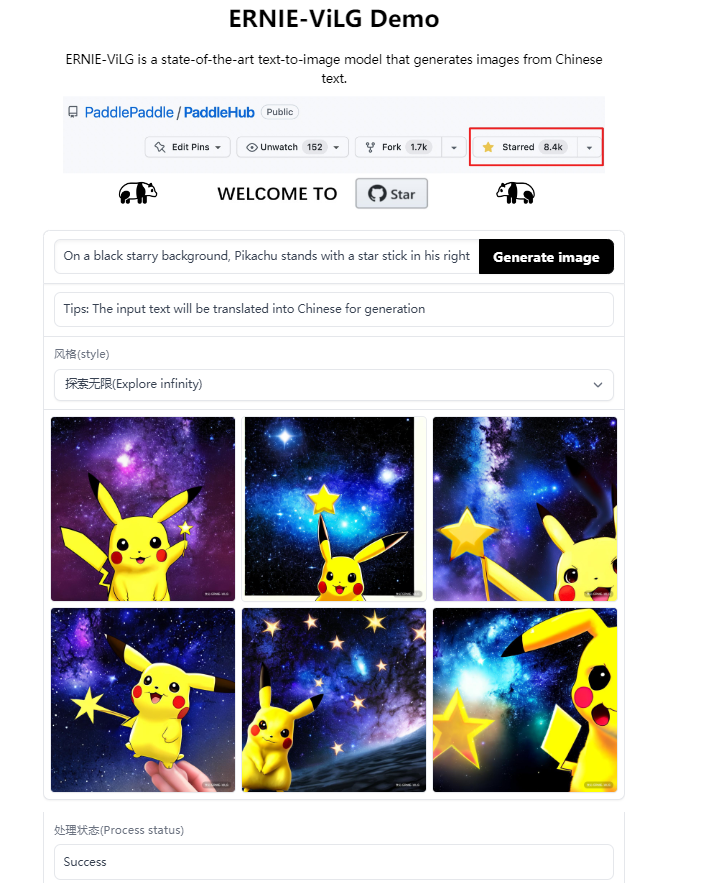 ERNIE-ViLG Demo
ERNIE-ViLG is a state-of-the-art text-to-image model that generates images from Chinese
text.
PaddlePaddle / PaddleHub Public
Edit Pins Unwatch 152 Fork 1.7k Starred 8.4k
WELCOME TO Star
On a black starry background, Pikachu stands with a star stick in his right Generate image
Tips: The input text will be translated into Chinese for generation
风格(style)
探索无限(Explore infinity)
处理状态(Process status)
Success